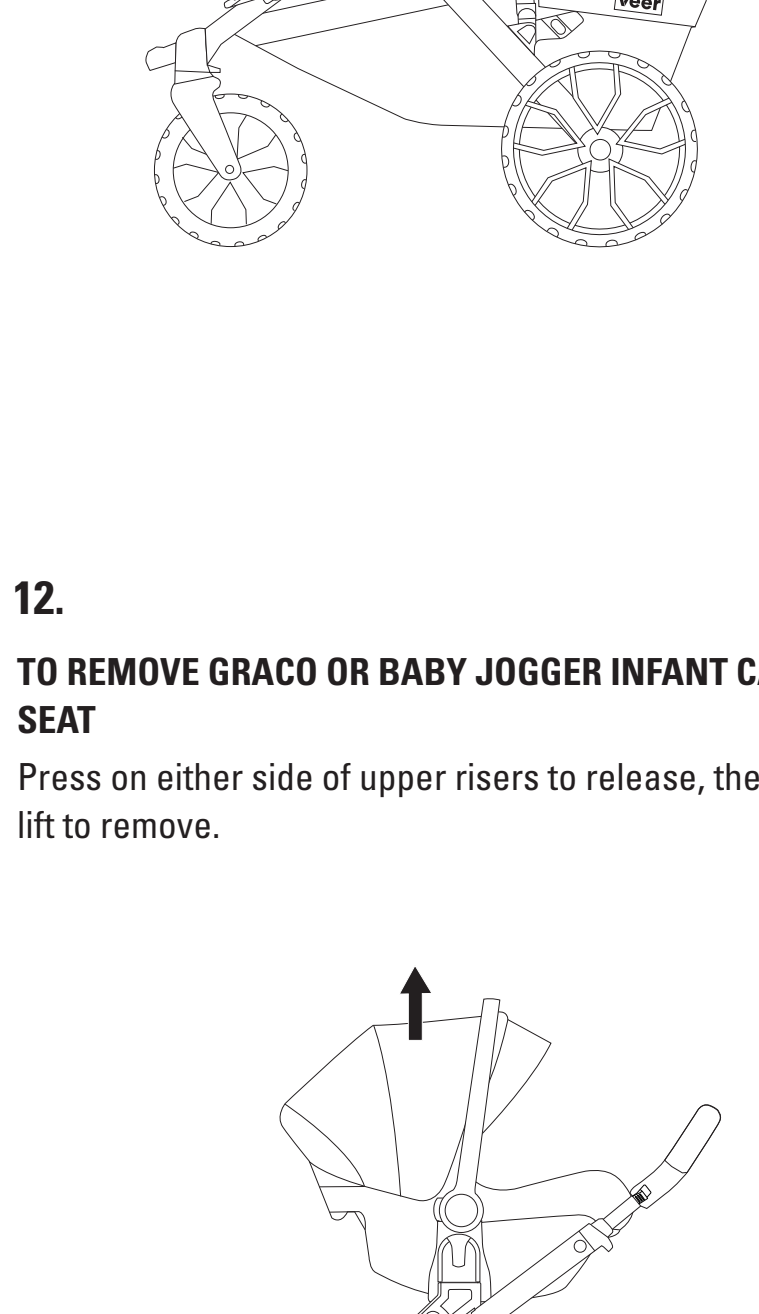 veer
12.
TO REMOVE GRACO OR BABY JOGGER INFANT
SEAT
Press on either side of upper risers to release,
lift to remove.